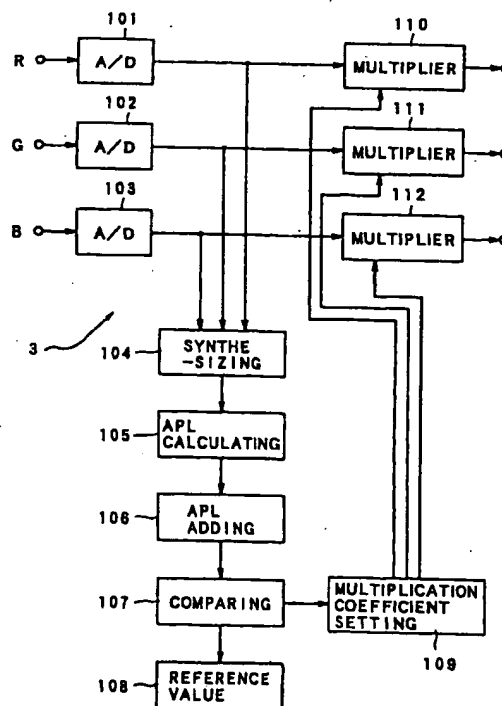 101
110
R
A/D
MULTIPLIER
102
111
G
A/D
MULTIPLIER
103
112
B
A/D
MULTIPLIER
3
104
SYNTHE
-SIZING
105
APL
CALCULATING
106
APL
ADDING
107
COMPARING
MULTIPLICATION
COEFFICIENT
SETTING
108
REFERENCE
VALUE
109